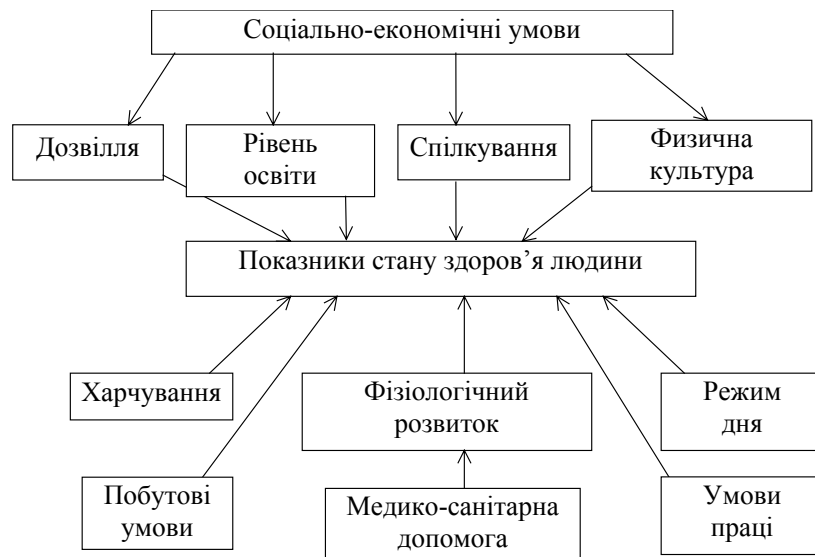 Соціально-економічні умови
Дозвілля
Рівень
освіти
Спілкування
Физична
культура
Показники стану здоров’я людини
Харчування
Фізіологічний
розвиток
Режим
дня
Побутові
умови
Медико-санітарна
допомога
Умови
праці